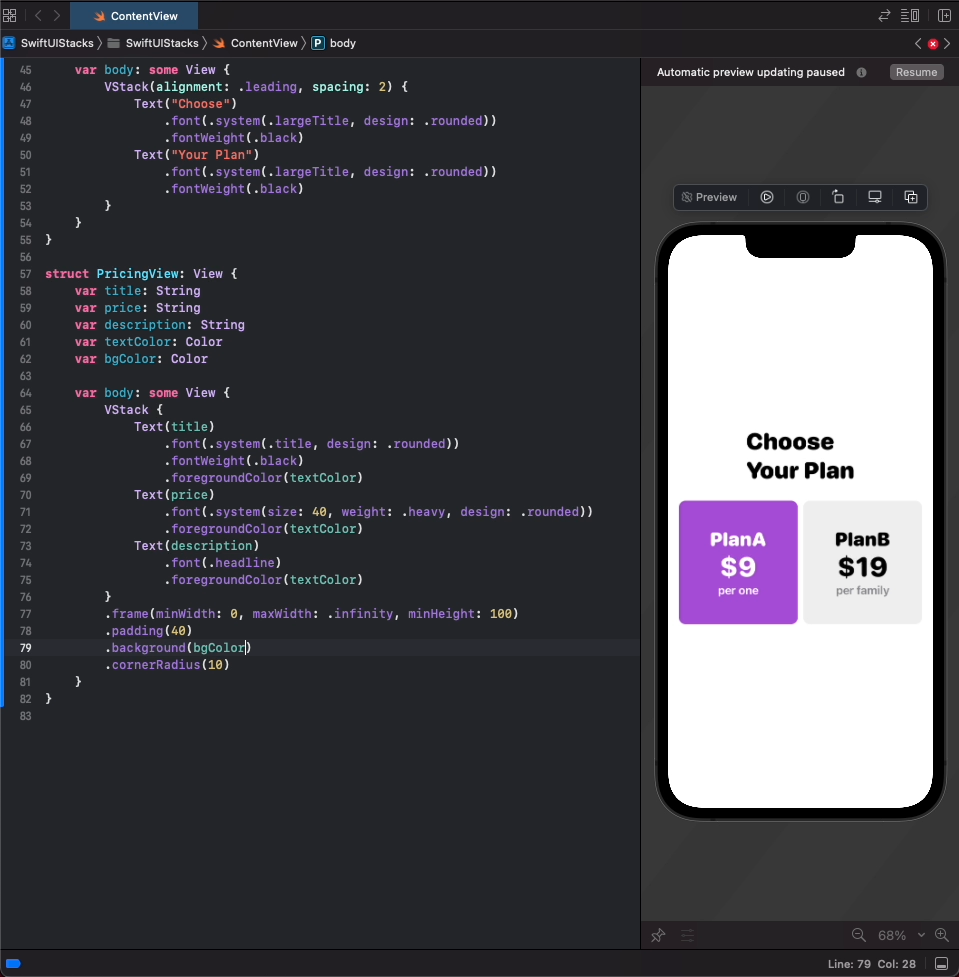 ContentView
SwiftUIStacks SwiftUIStacks ContentView P body
45 var body: some View {
46 VStack(alignment: .leading, spacing: 2) {
47 Text("Choose")
48 .font(.system(.largeTitle, design: .rounded))
49 .fontWeight(.black)
50 Text("Your Plan")
51 .font(.system(.largeTitle, design: .rounded))
52 .fontWeight(.black)
53 }
54 }
55 }
56
57 struct PricingView: View {
58 var title: String
59 var price: String
60 var description: String
61 var textColor: Color
62 var bgColor: Color
63
64 var body: some View {
65 VStack {
66 Text(title)
67 .font(.system(.title, design: .rounded))
68 .fontWeight(.black)
69 .foregroundColor(textColor)
70 Text(price)
71 .font(.system(size: 40, weight: .heavy, design: .rounded))
72 .foregroundColor(textColor)
73 Text(description)
74 .font(.headline)
75 .foregroundColor(textColor)
76 }
77 .frame(minWidth: 0, maxWidth: .infinity, minHeight: 100)
78 .padding(40)
79 .background(bgColor)
80 .cornerRadius(10)
81 }
82 }
83
Automatic preview updating paused Resume
Preview
Choose
Your Plan
PlanA
$9
per one
PlanB
$19
per family
68%
Line: 79 Col: 28